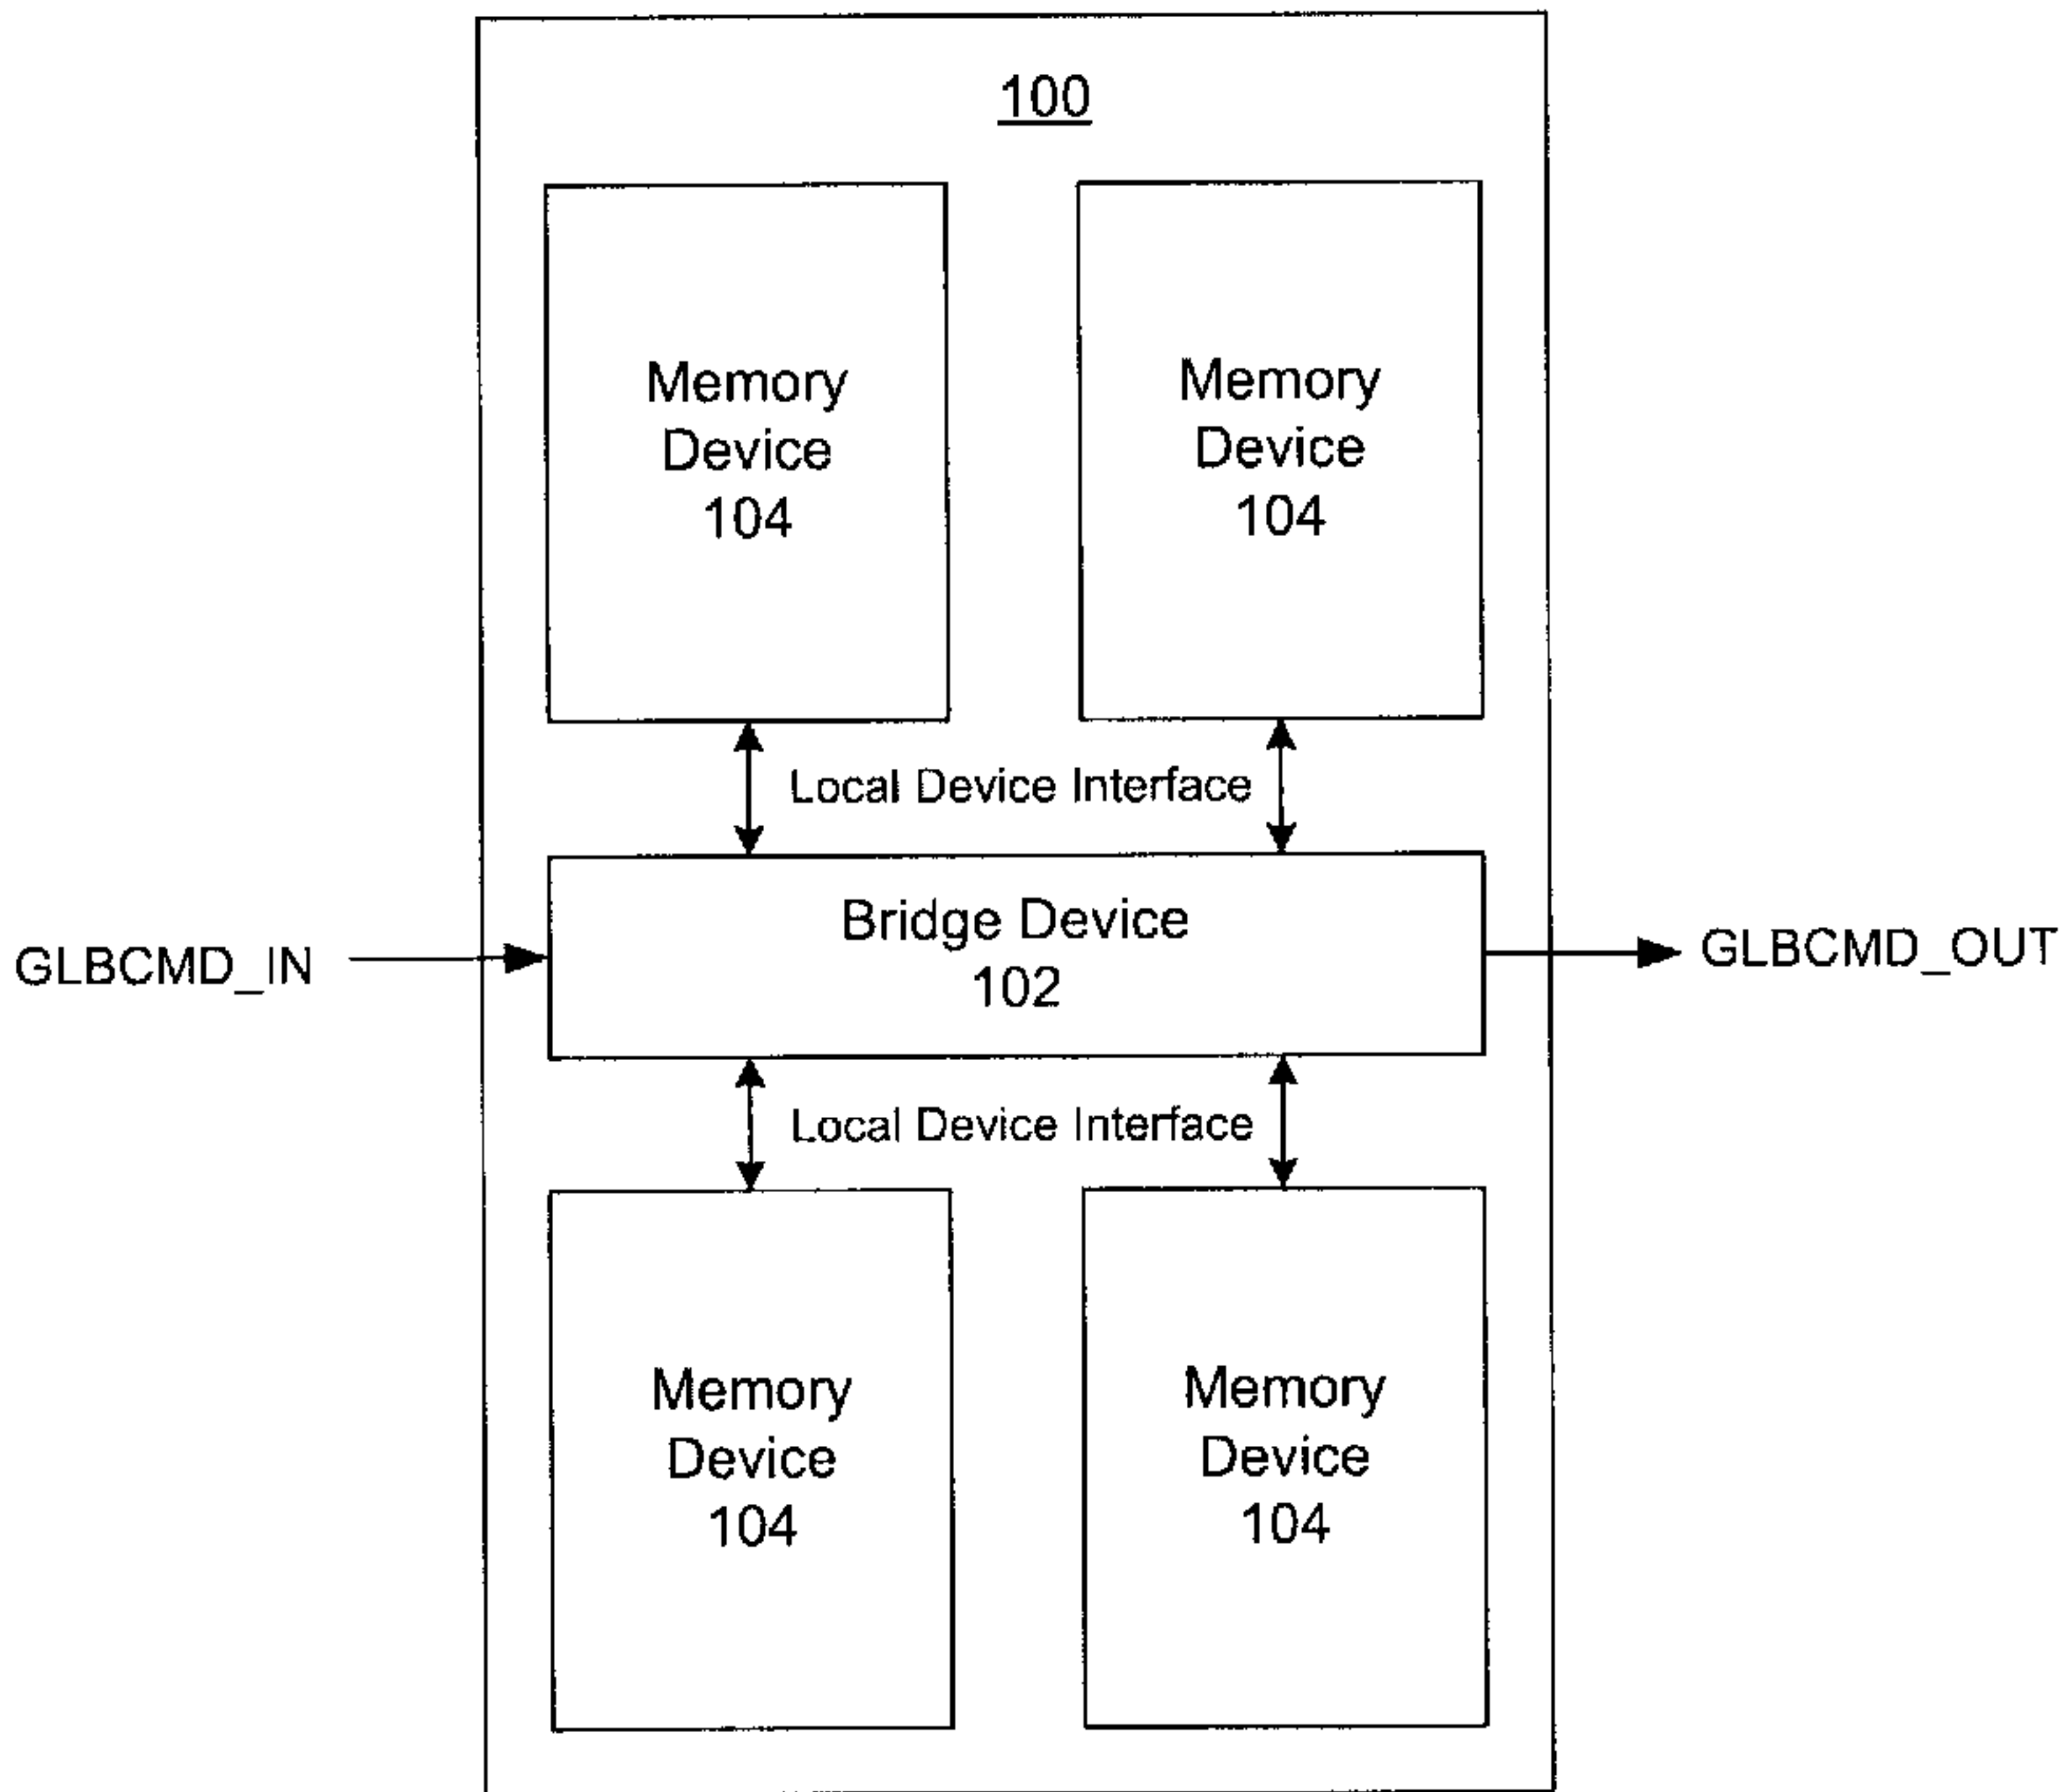 100
Memory
Device
104
Memory
Device
104
Local Device Interface
GLBCMD_IN
Bridge Device
102
GLBCMD_OUT
Local Device Interface
Memory
Device
104
Memory
Device
104